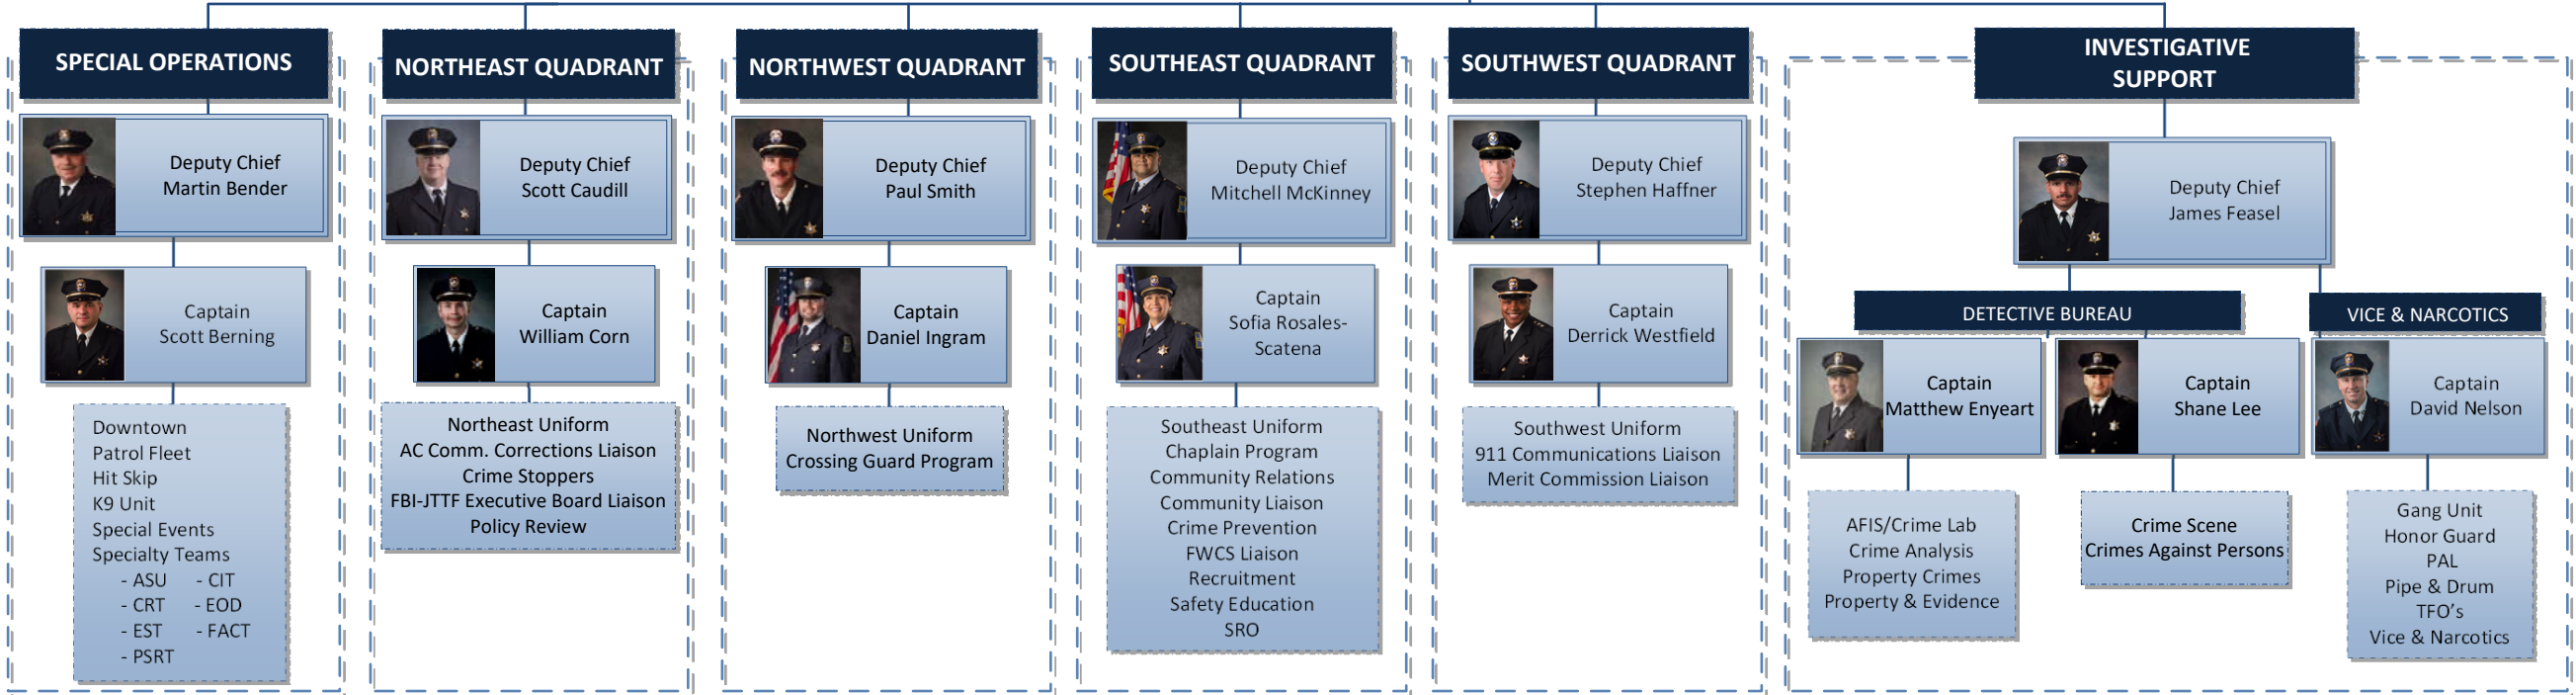 SPECIAL OPERATIONS
Deputy Chief
Martin Bender
Captain
Scott Berning
Downtown
Patrol Fleet
Hit Skip
K9 Unit
Special Events
Specialty Teams
- ASU - CIT
- CRT - EOD
- EST - FACT
- PSRT
NORTHEAST QUADRANT
Deputy Chief
Scott Caudill
Captain
William Corn
Northeast Uniform
AC Comm. Corrections Liaison
Crime Stoppers
FBI-JTTF Executive Board Liaison
Policy Review
NORTHWEST QUADRANT
Deputy Chief
Paul Smith
Captain
Daniel Ingram
Northwest Uniform
Crossing Guard Program
SOUTHEAST QUADRANT
Deputy Chief
Mitchell McKinney
Captain
Sofia Rosales-
Scatena
Southeast Uniform
Chaplain Program
Community Relations
Community Liaison
Crime Prevention
FWCS Liaison
Recruitment
Safety Education
SRO
SOUTHWEST QUADRANT
Deputy Chief
Stephen Haffner
Captain
Derrick Westfield
Southwest Uniform
911 Communications Liaison
Merit Commission Liaison
INVESTIGATIVE
SUPPORT
Deputy Chief
James Feasel
DETECTIVE BUREAU
Captain
Matthew Enyeart
AFIS/Crime Lab
Crime Analysis
Property Crimes
Property & Evidence
Captain
Shane Lee
Crime Scene
Crimes Against Persons
VICE & NARCOTICS
Captain
David Nelson
Gang Unit
Honor Guard
PAL
Pipe & Drum
TFO's
Vice & Narcotics